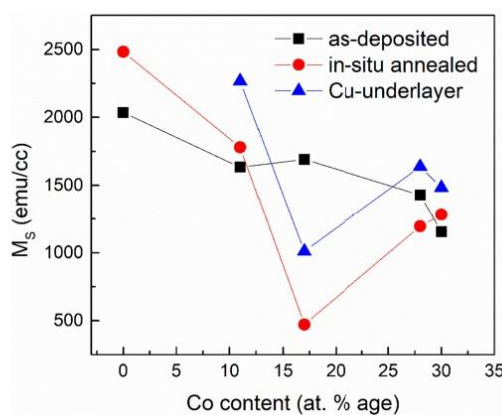 as-deposited
in-situ annealed
Cu-underlayer
2500
2000
1500
1000
500
M_S (emu/cc)
0 5 10 15 20 25 30 35
Co content (at. % age)